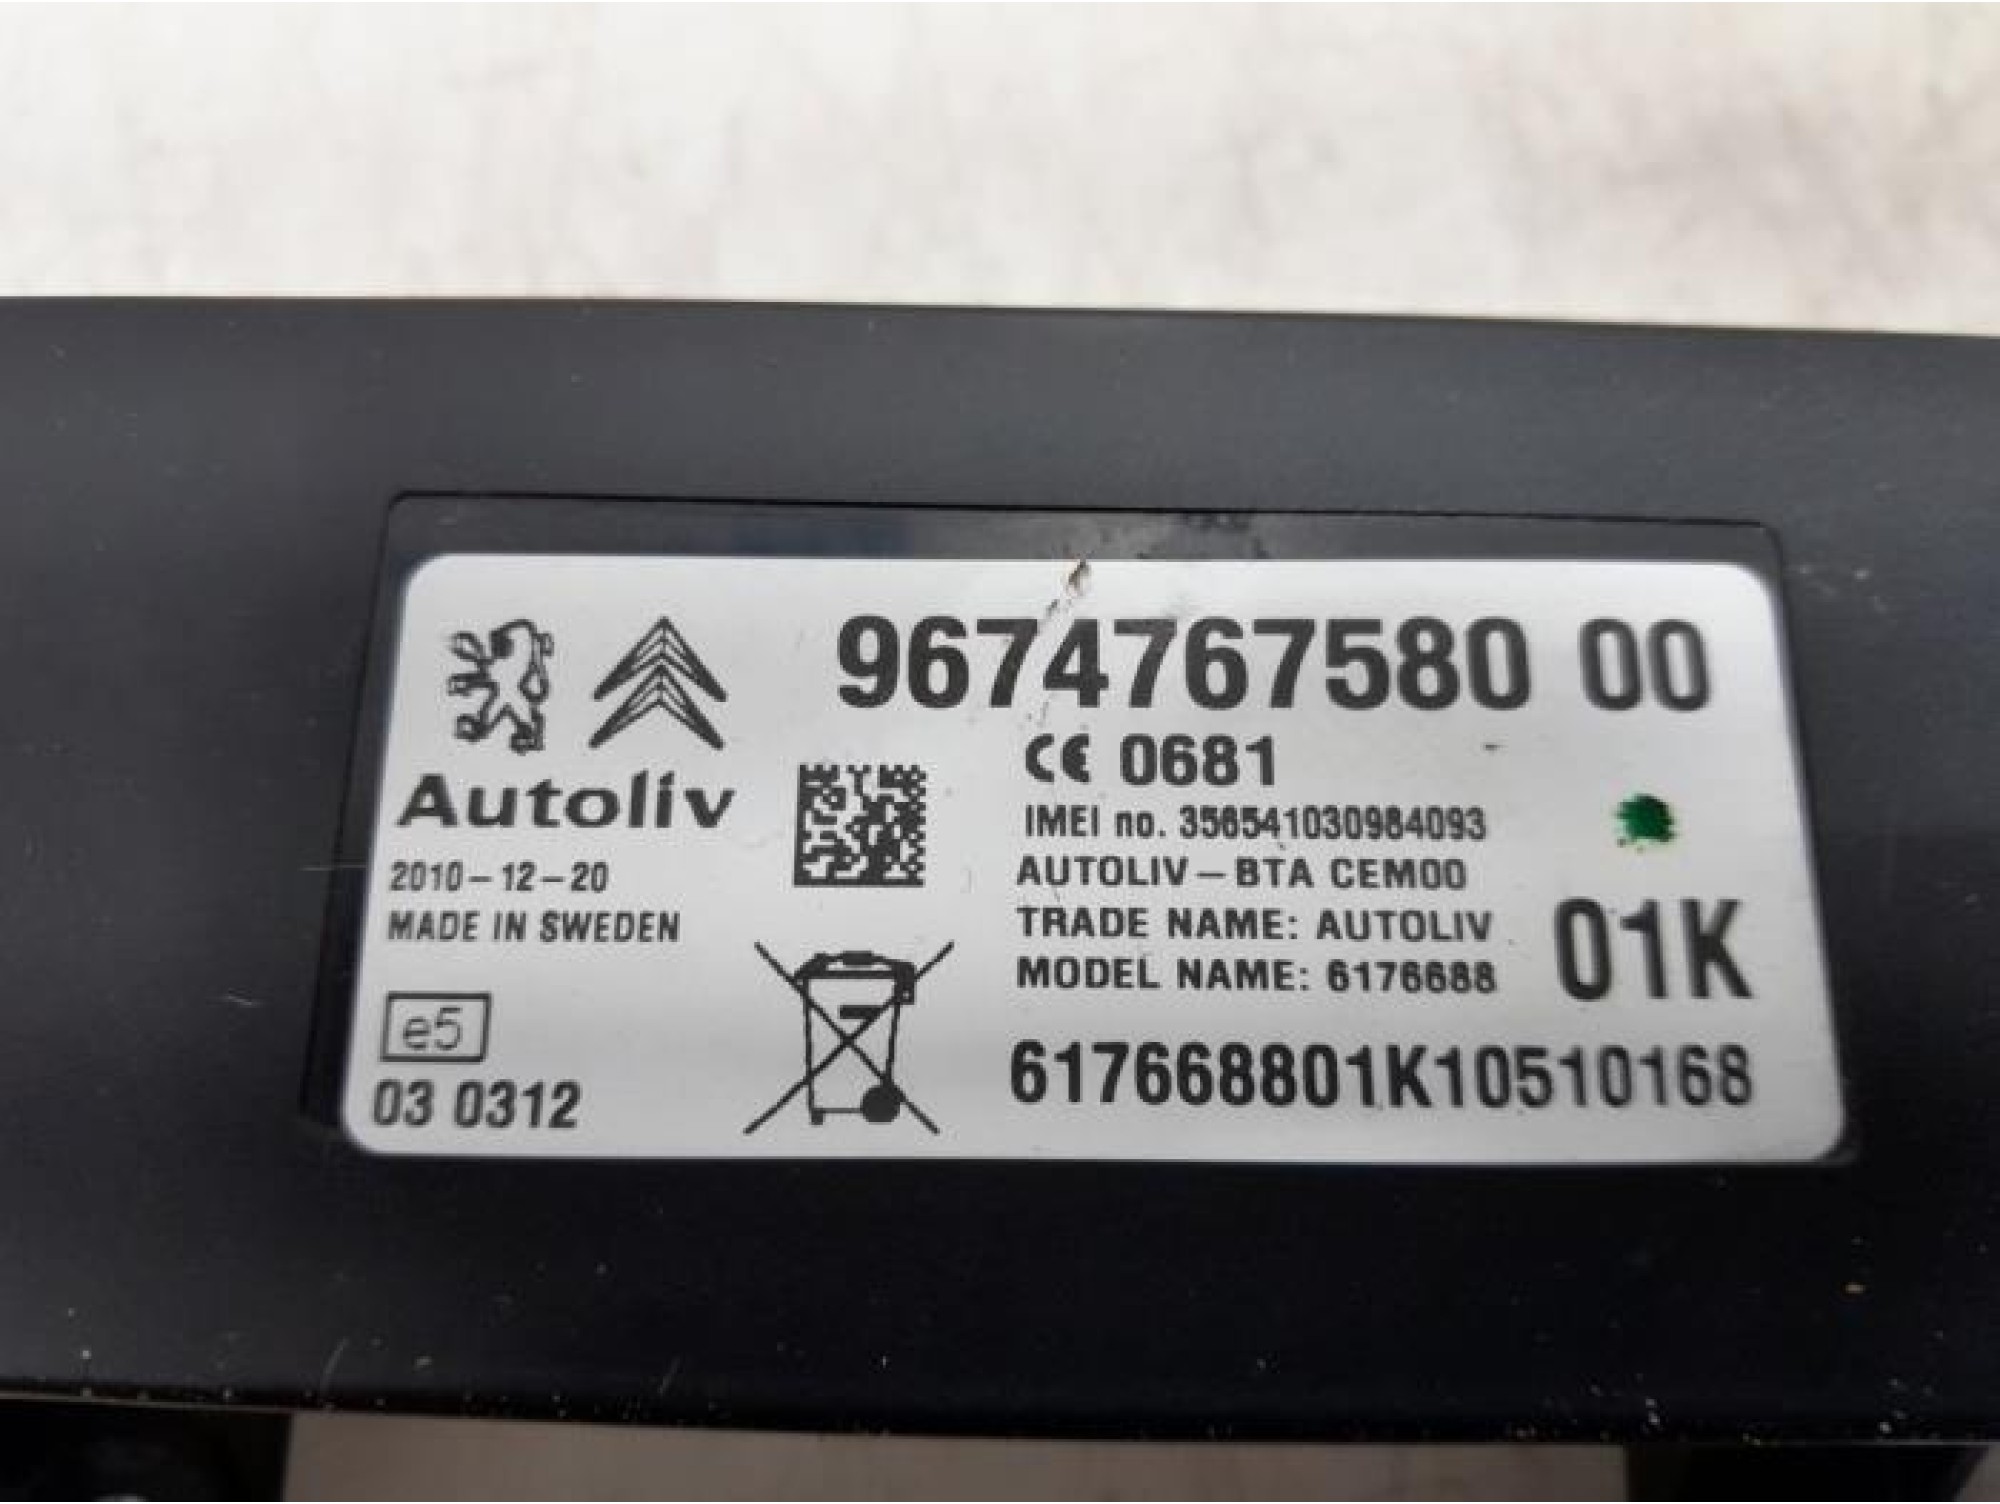 9674767580 00
CE 0681
Autoliv
IMEI no. 356541030984093
2010-12-20
AUTOLIV-BTA CEM00
MADE IN SWEDEN
TRADE NAME: AUTOLIV
01K
MODEL NAME: 6176688
e5
03 0312
617668801K10510168